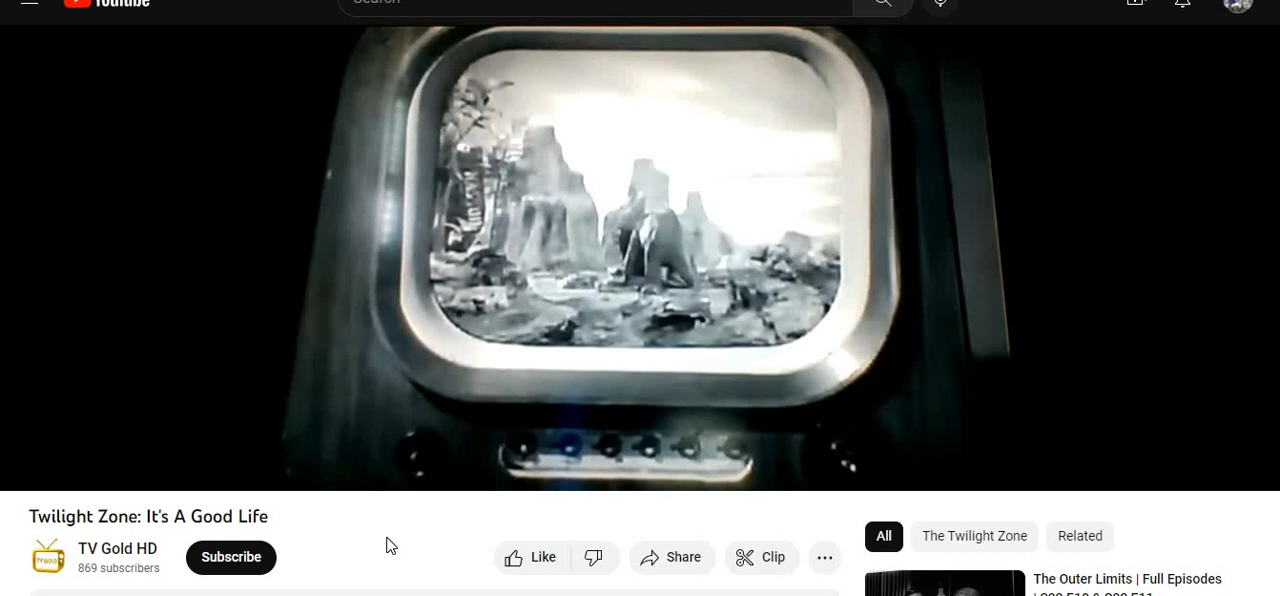 YouTube
Search
Twilight Zone: It's A Good Life
TV Gold HD
869 subscribers
Subscribe
Like
Share
Clip
All
The Twilight Zone
Related
The Outer Limits | Full Episodes